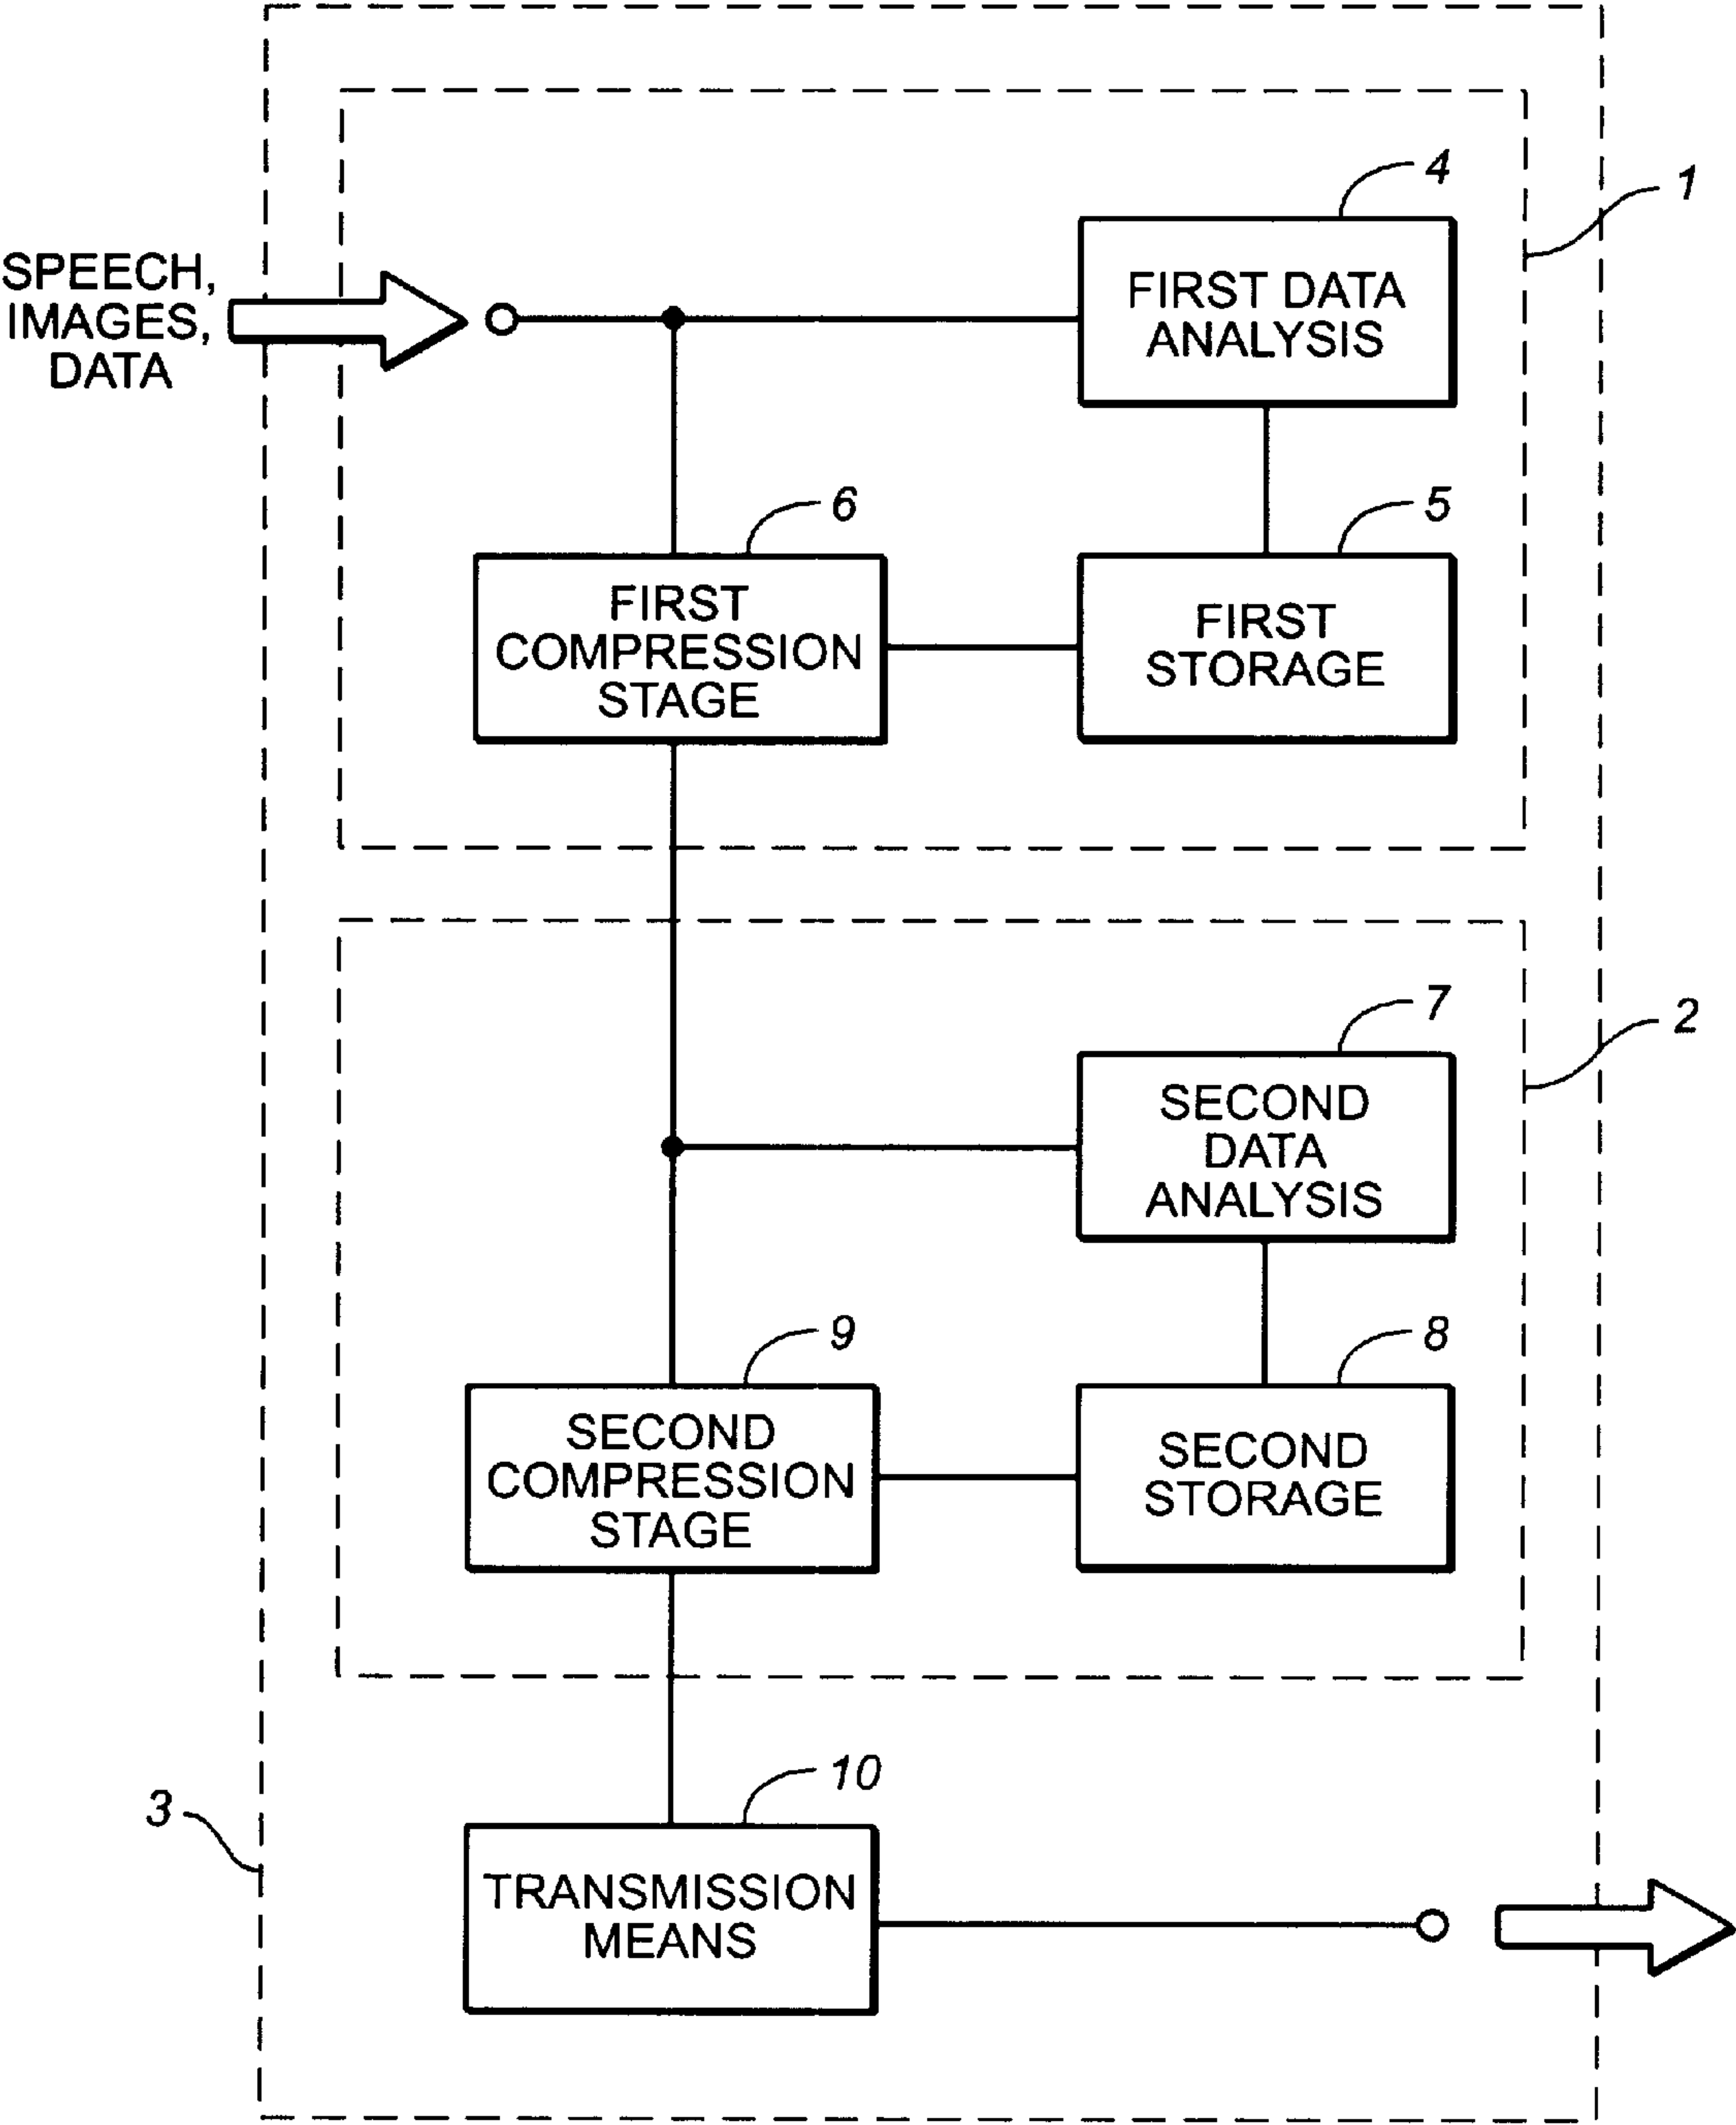 4
1
SPEECH,
IMAGES,
DATA
FIRST DATA
ANALYSIS
6
5
FIRST
COMPRESSION
STAGE
FIRST
STORAGE
7
2
SECOND
DATA
ANALYSIS
9
8
SECOND
COMPRESSION
STAGE
SECOND
STORAGE
10
3
TRANSMISSION
MEANS